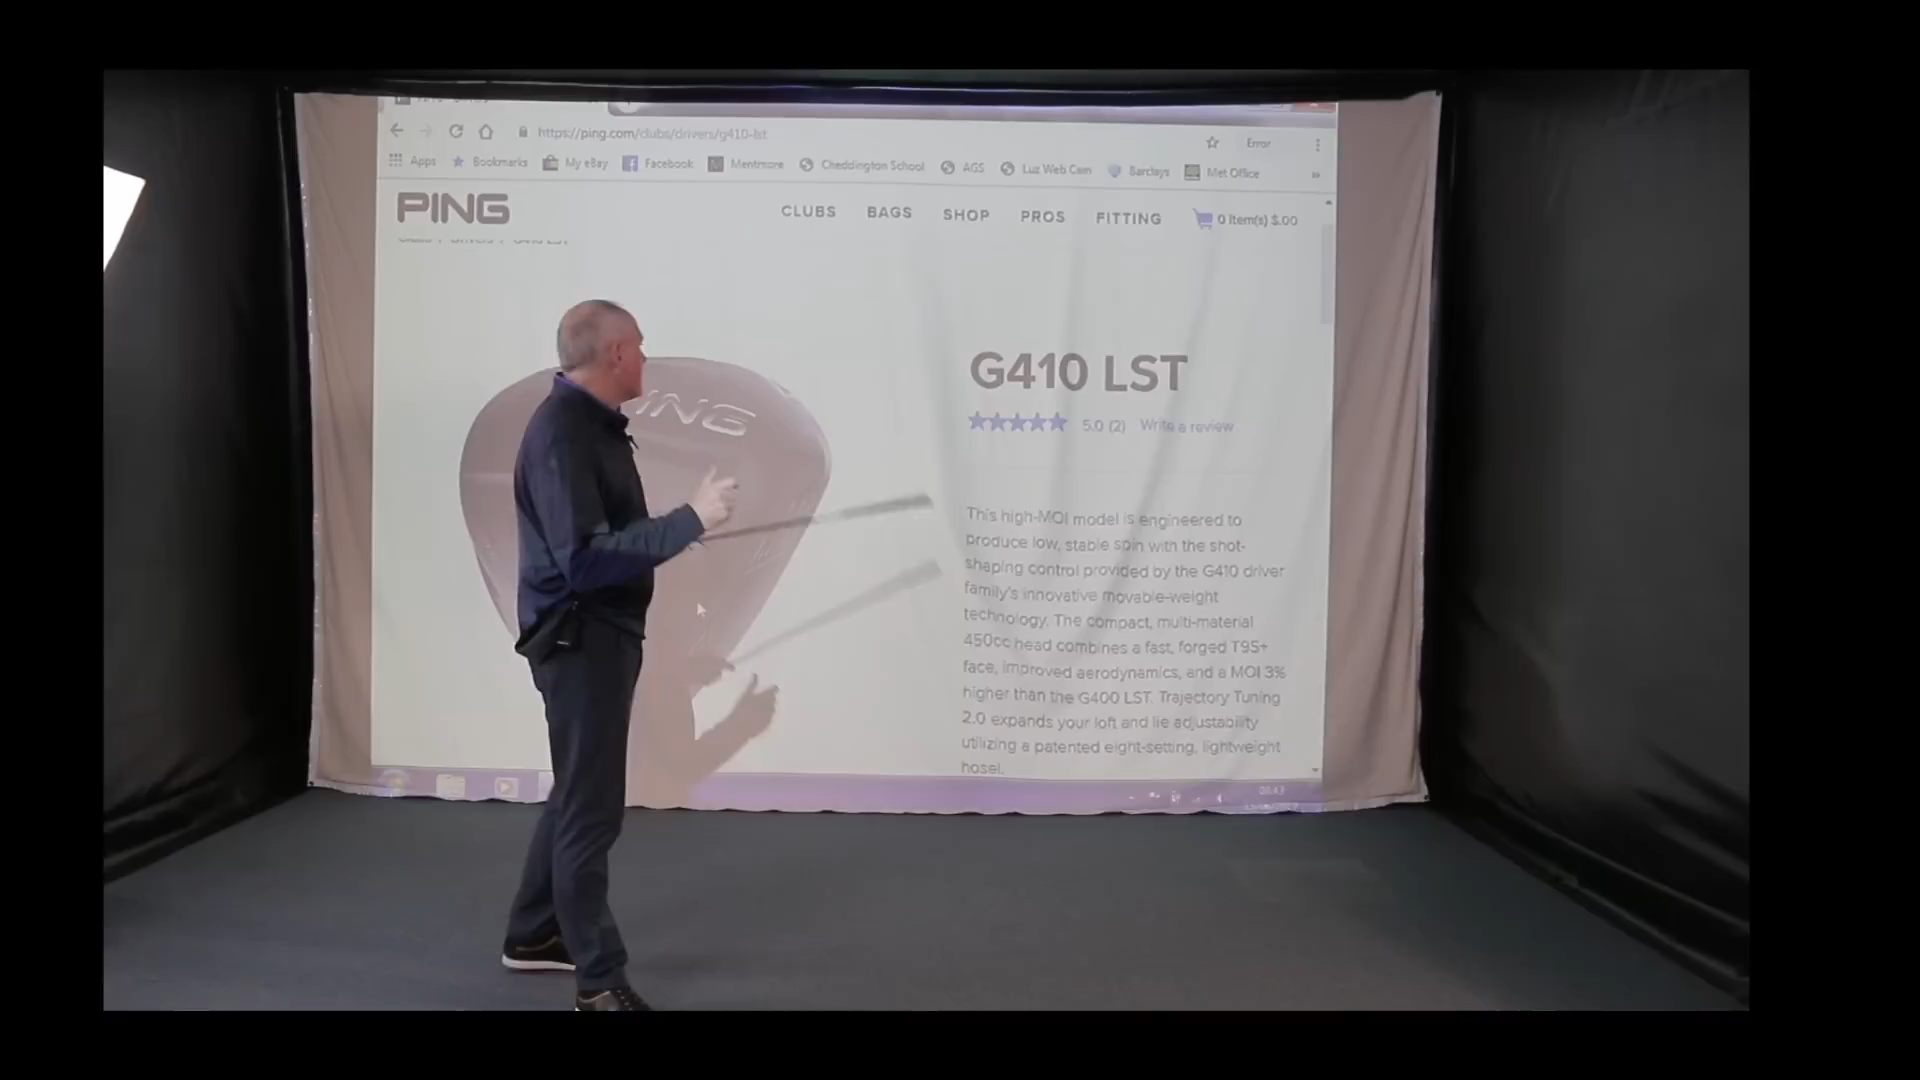 https://ping.com/clubs/drivers/g410-lst
Error
Apps Bookmarks My eBay Facebook Mentmore Cheddington School AGS Luz Web Cam Barclays Met Office »
PING
CLUBS BAGS SHOP PROS FITTING 0 item(s) $.00
G410 LST
5.0 (2) Write a review
This high-MOI model is engineered to
produce low, stable spin with the shot-
shaping control provided by the G410 driver
family's innovative movable-weight
technology. The compact, multi-material
450cc head combines a fast, forged T9S+
face, improved aerodynamics, and a MOI 3%
higher than the G400 LST. Trajectory Tuning
2.0 expands your loft and lie adjustability
utilizing a patented eight-setting, lightweight
hosel.
ING